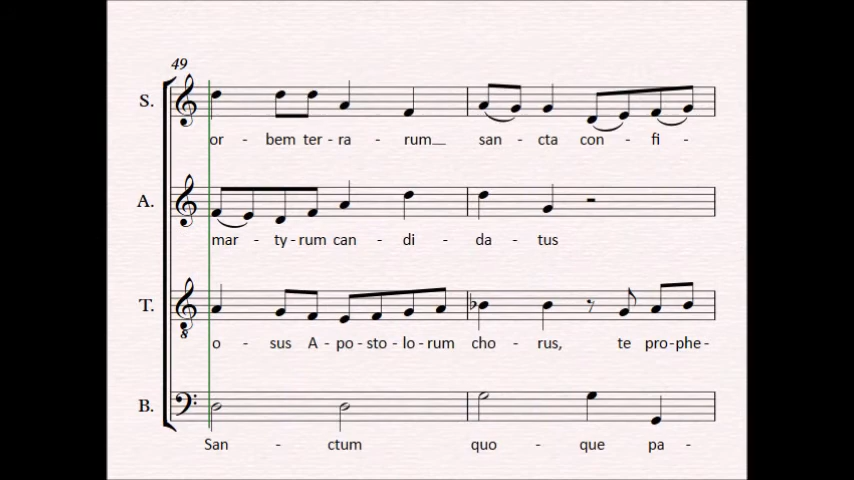 49
S.
or - bem ter - ra - rum__ san - cta con - fi -
A.
mar - ty - rum can - di - da - tus
T.
8
o - sus A - po - sto - lo - rum cho - rus, te pro - phe -
B.
San - ctum quo - que pa -